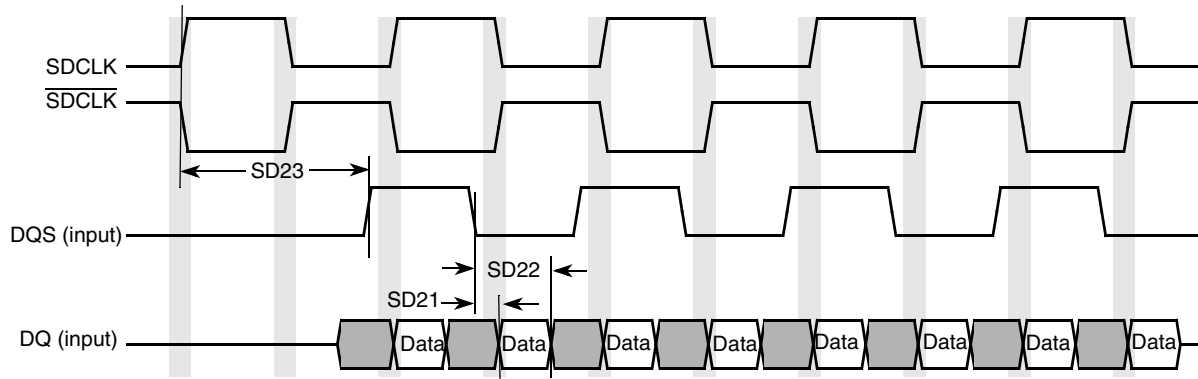 SDCLK
SDCLK
SD23
DQS (input)
SD22
SD21
DQ (input)
Data Data Data Data Data Data Data Data